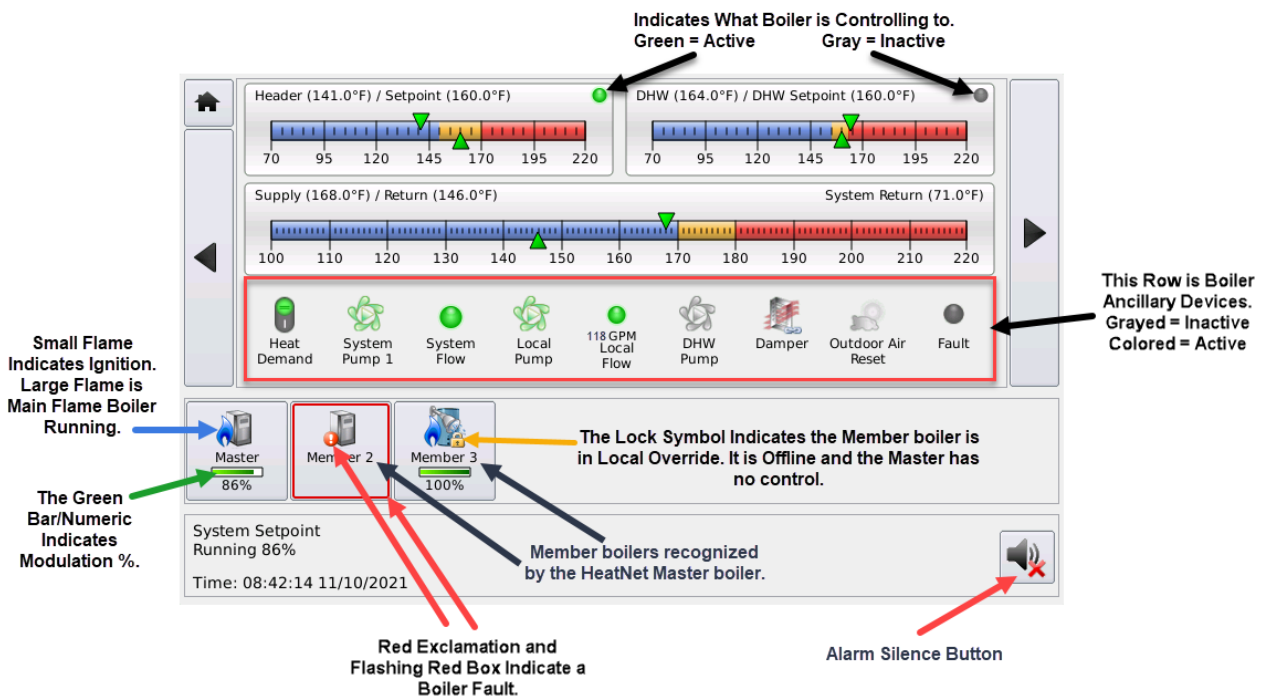 Indicates What Boiler is Controlling to.
Green = Active Gray = Inactive
Header (141.0°F) / Setpoint (160.0°F)
DHW (164.0°F) / DHW Setpoint (160.0°F)
70 95 120 145 170 195 220
70 95 120 145 170 195 220
Supply (168.0°F) / Return (146.0°F)
System Return (71.0°F)
100 110 120 130 140 150 160 170 180 190 200 210 220
Heat
Demand
System
Pump 1
System
Flow
Local
Pump
118 GPM
Local
Flow
DHW
Pump
Damper
Outdoor Air
Reset
Fault
This Row is Boiler
Ancillary Devices.
Grayed = Inactive
Colored = Active
Small Flame
Indicates Ignition.
Large Flame is
Main Flame Boiler
Running.
Master
86%
Member 2
Member 3
100%
The Lock Symbol Indicates the Member boiler is
in Local Override. It is Offline and the Master has
no control.
The Green
Bar/Numeric
Indicates
Modulation %.
System Setpoint
Running 86%
Time: 08:42:14 11/10/2021
Member boilers recognized
by the HeatNet Master boiler.
Red Exclamation and
Flashing Red Box Indicate a
Boiler Fault.
Alarm Silence Button